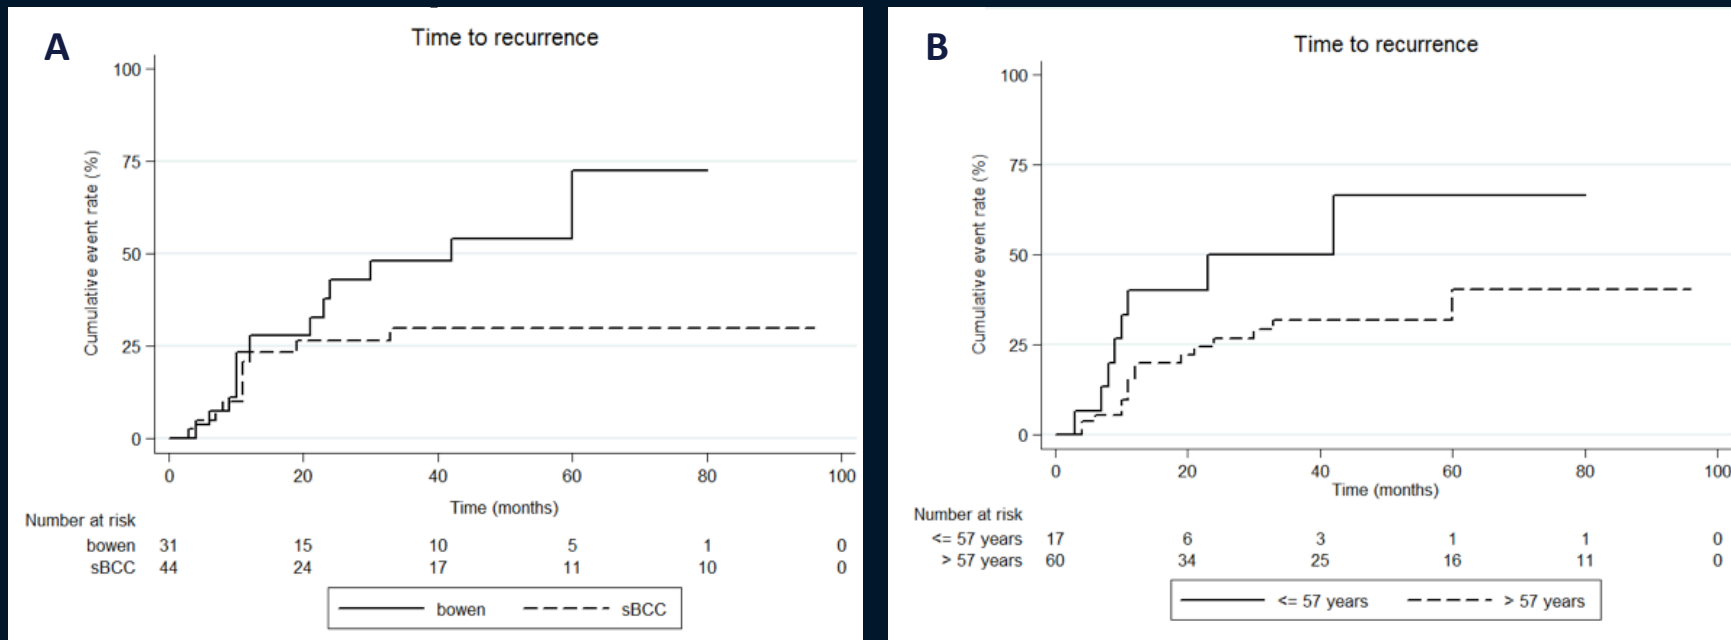 A
Time to recurrence
Cumulative event rate (%)
100
75
50
25
0
0 20 40 60 80 100
Time (months)
Number at risk
bowen 31 15 10 5 1 0
sBCC 44 24 17 11 10 0
bowen sBCC
B
Time to recurrence
Cumulative event rate (%)
100
75
50
25
0
0 20 40 60 80 100
Time (months)
Number at risk
<= 57 years 17 6 3 1 1 0
> 57 years 60 34 25 16 11 0
<= 57 years > 57 years